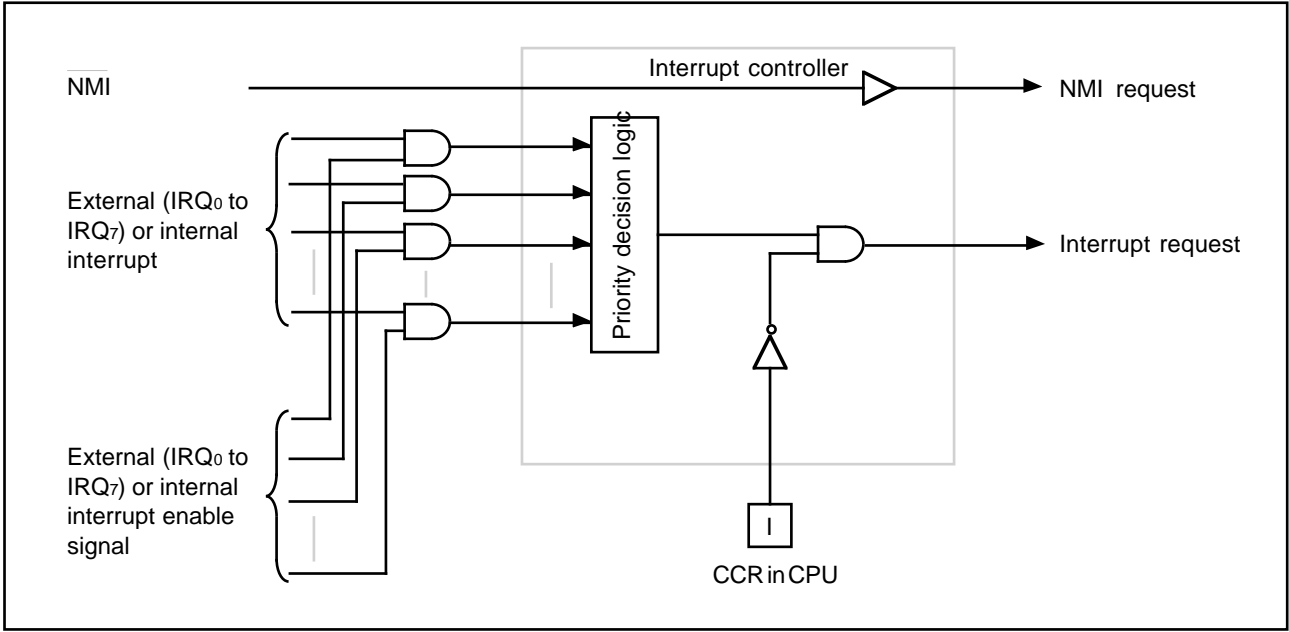 Interrupt controller
N̅M̅I̅
NMI request
Priority decision logic
External (IRQ₀ to
IRQ₇) or internal
interrupt
Interrupt request
External (IRQ₀ to
IRQ₇) or internal
interrupt enable
signal
I
CCR in CPU